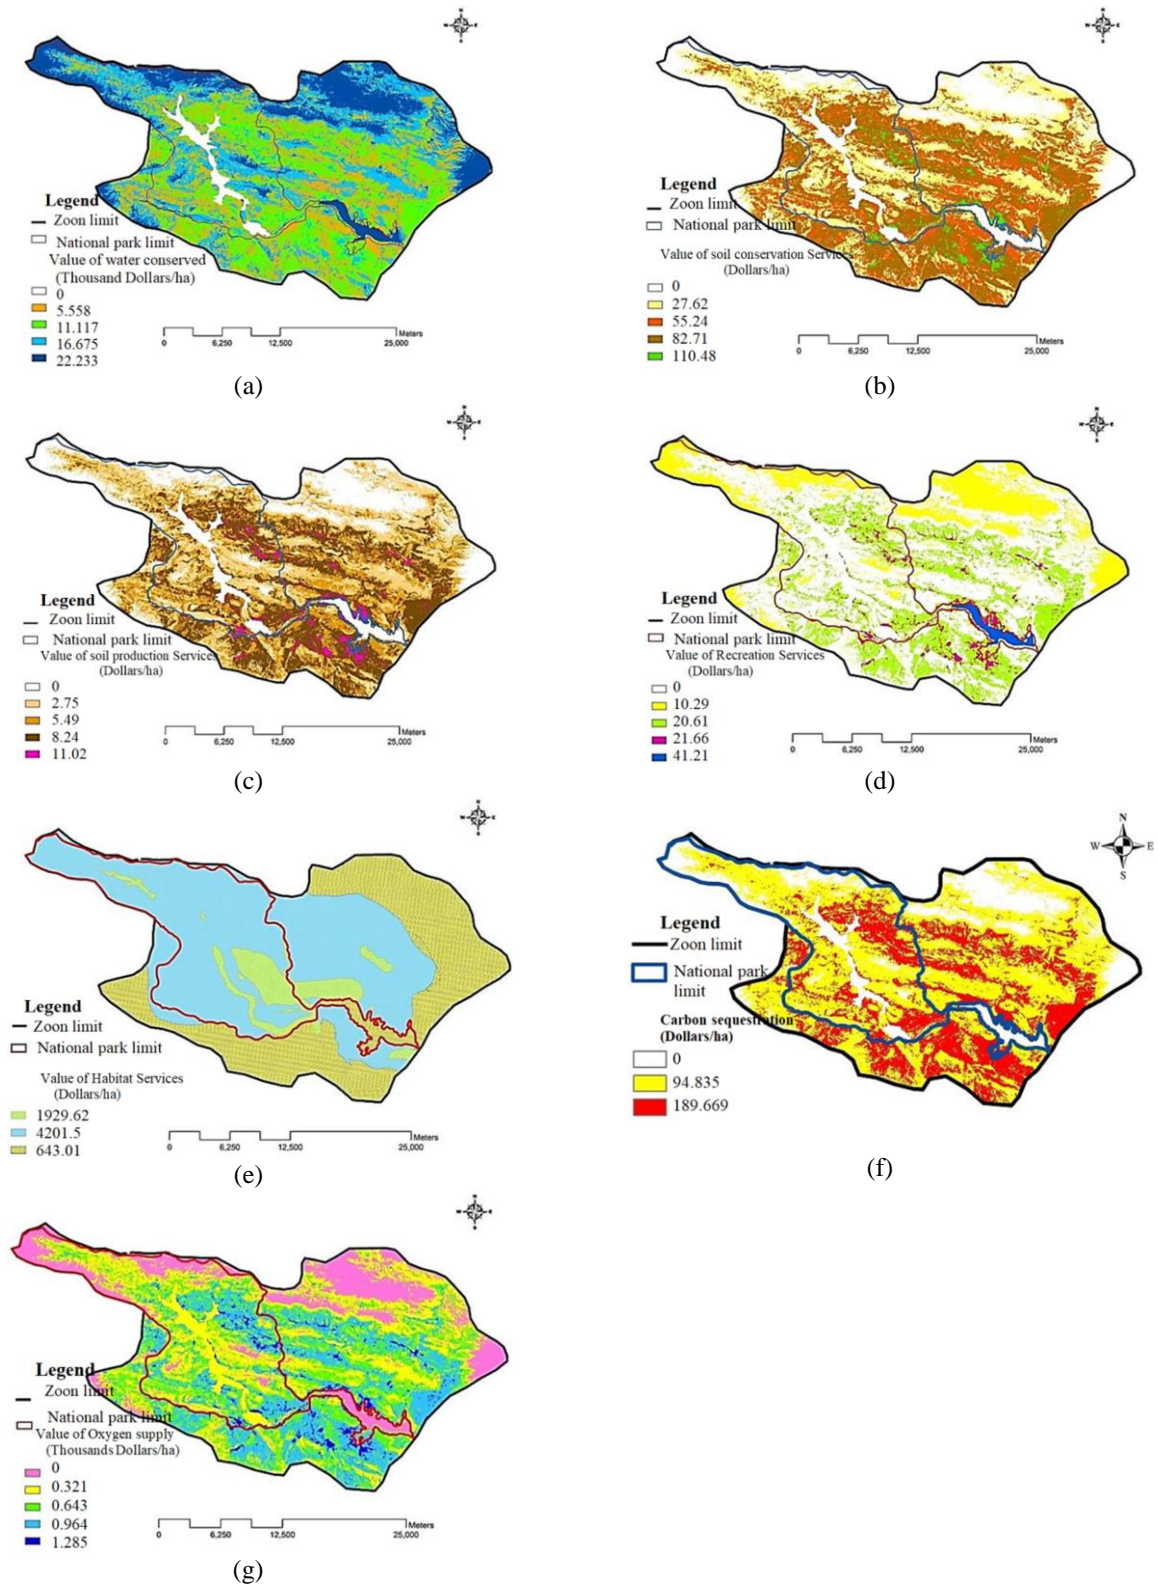 Legend
Zoon limit
National park limit
Value of water conserved
(Thousand Dollars/ha)
0
5.558
11.117
16.675
22.233
0 6,250 12,500 25,000 Meters
(a)
Legend
Zoon limit
National park limit
Value of soil conservation Services
(Dollars/ha)
0
27.62
55.24
82.71
110.48
0 6,250 12,500 25,000 Meters
(b)
Legend
Zoon limit
National park limit
Value of soil production Services
(Dollars/ha)
0
2.75
5.49
8.24
11.02
0 6,250 12,500 25,000 Meters
(c)
Legend
Zoon limit
National park limit
Value of Recreation Services
(Dollars/ha)
0
10.29
20.61
21.66
41.21
0 6,250 12,500 25,000 Meters
(d)
Legend
Zoon limit
National park limit
Value of Habitat Services
(Dollars/ha)
1929.62
4201.5
643.01
0 6,250 12,500 25,000 Meters
(e)
N
W E
S
Legend
Zoon limit
National park
limit
Carbon sequestration
(Dollars/ha)
0
94.835
189.669
(f)
Legend
Zoon limit
National park limit
Value of Oxygen supply
(Thousands Dollars/ha)
0
0.321
0.643
0.964
1.285
0 6,250 12,500 25,000 Meters
(g)